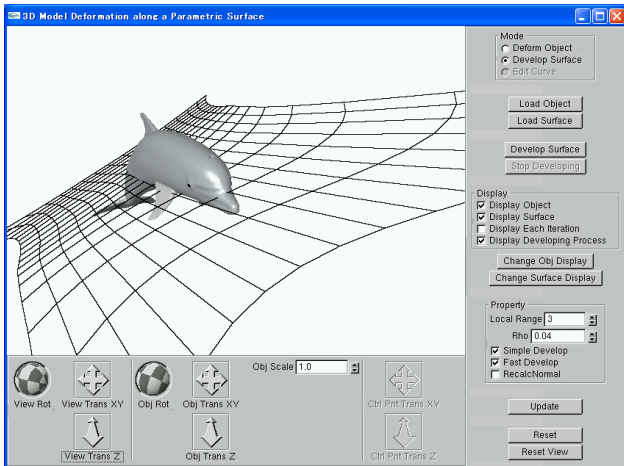 3D Model Deformation along a Parametric Surface
Mode
Deform Object
Develop Surface
Edit Curve
Load Object
Load Surface
Develop Surface
Stop Developing
Display
Display Object
Display Surface
Display Each Iteration
Display Developing Process
Change Obj Display
Change Surface Display
Property
Local Range 3
Rho 0.04
Simple Develop
Fast Develop
RecalcNormal
Update
Reset
Reset View
Obj Scale 1.0
View Rot View Trans XY Obj Rot Obj Trans XY Ctrl Pnt Trans XY
View Trans Z Obj Trans Z Ctrl Pnt Trans Z